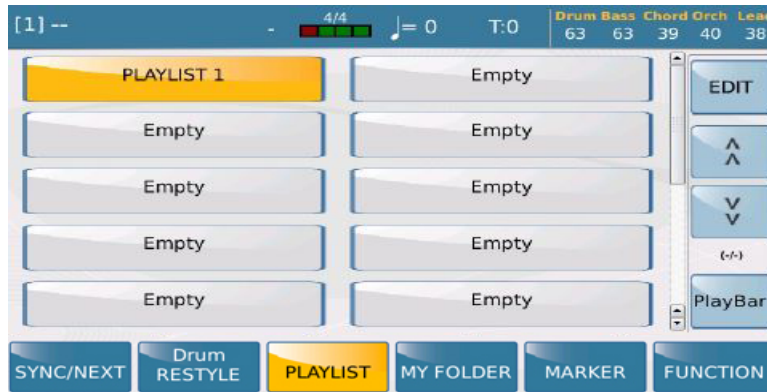 [1] -- - 4/4 ♩= 0 T:0 Drum Bass Chord Orch Lead
63 63 39 40 38
PLAYLIST 1 Empty EDIT
Empty Empty
Empty Empty
Empty Empty (-/-)
Empty Empty PlayBar
SYNC/NEXT Drum RESTYLE PLAYLIST MY FOLDER MARKER FUNCTION